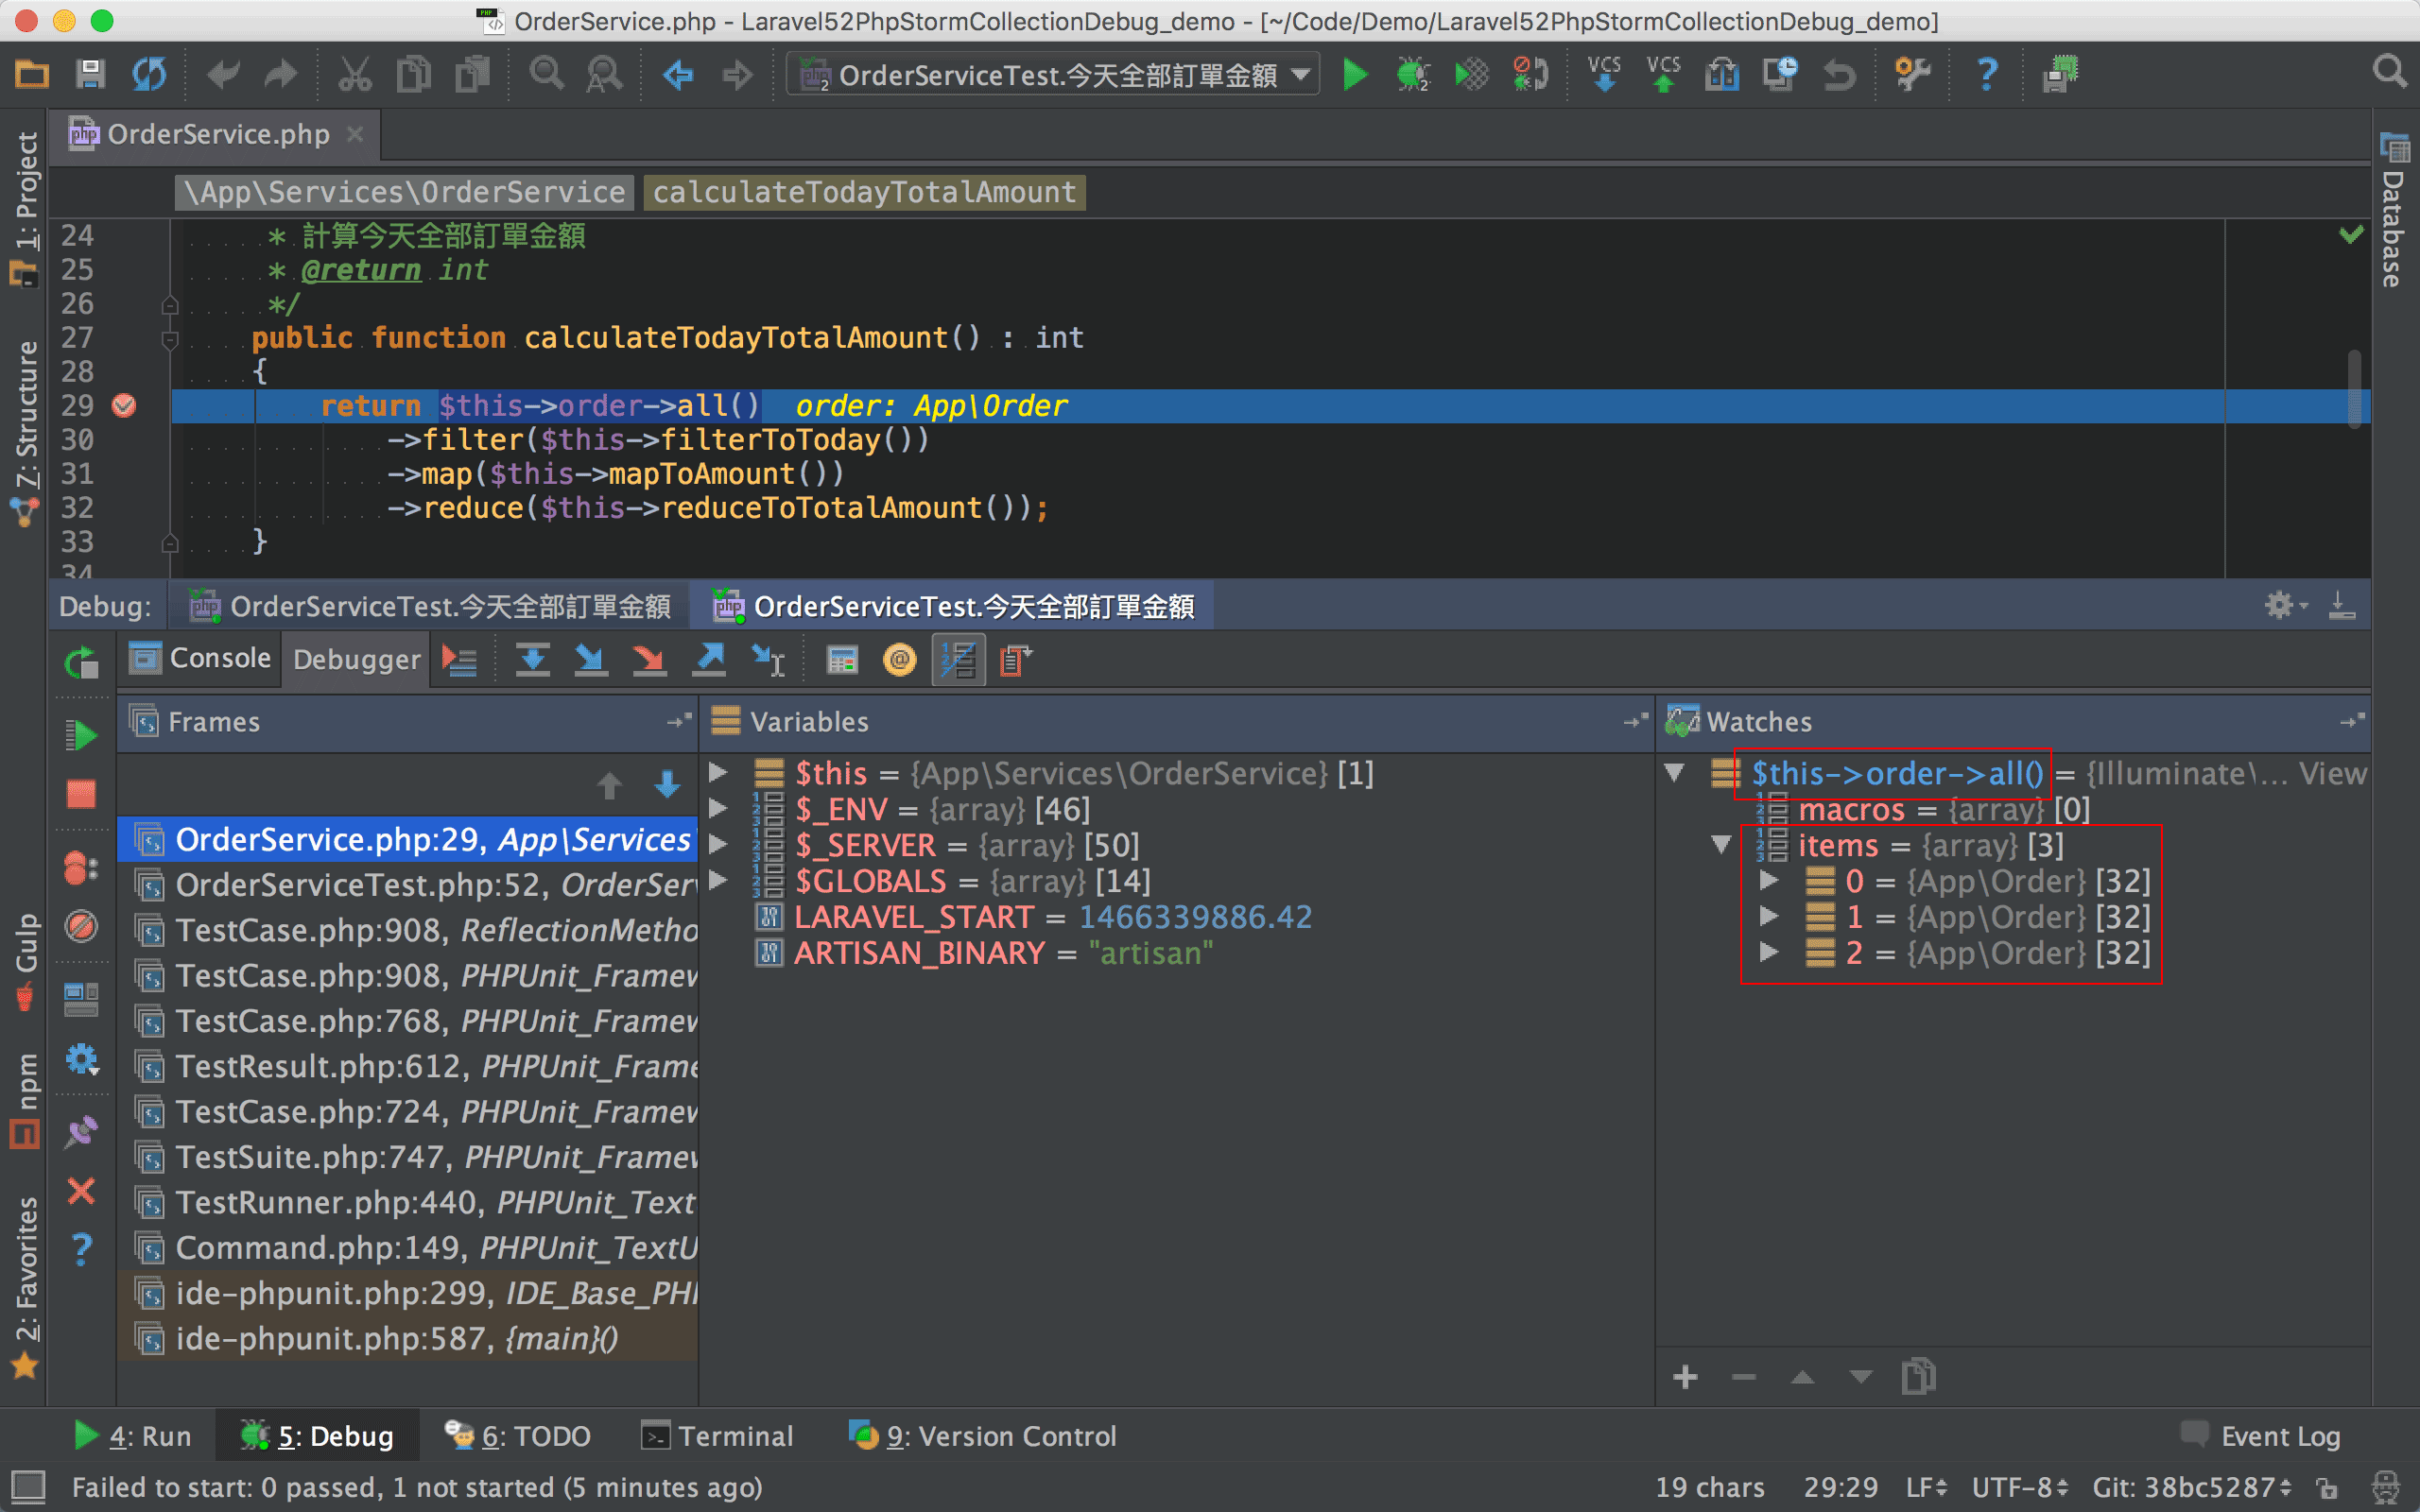 OrderService.php - Laravel52PhpStormCollectionDebug_demo - [~/Code/Demo/Laravel52PhpStormCollectionDebug_demo]
OrderServiceTest.今天全部訂單金額
VCS VCS
OrderService.php
\App\Services\OrderService calculateTodayTotalAmount
24 * 計算今天全部訂單金額
25 * @return int
26 */
27 public function calculateTodayTotalAmount() : int
28 {
29 return $this->order->all() order: App\Order
30 ->filter($this->filterToToday())
31 ->map($this->mapToAmount())
32 ->reduce($this->reduceToTotalAmount());
33 }
34
1: Project
7: Structure
Gulp
npm
2: Favorites
Database
Debug: OrderServiceTest.今天全部訂單金額 OrderServiceTest.今天全部訂單金額
Console Debugger
Frames
OrderService.php:29, App\Services
OrderServiceTest.php:52, OrderSer
TestCase.php:908, ReflectionMetho
TestCase.php:908, PHPUnit_Framew
TestCase.php:768, PHPUnit_Framew
TestResult.php:612, PHPUnit_Frame
TestCase.php:724, PHPUnit_Framew
TestSuite.php:747, PHPUnit_Framew
TestRunner.php:440, PHPUnit_Text
Command.php:149, PHPUnit_TextU
ide-phpunit.php:299, IDE_Base_PHP
ide-phpunit.php:587, {main}()
Variables
$this = {App\Services\OrderService} [1]
$_ENV = {array} [46]
$_SERVER = {array} [50]
$GLOBALS = {array} [14]
LARAVEL_START = 1466339886.42
ARTISAN_BINARY = "artisan"
Watches
$this->order->all() = {Illuminate\... View
macros = {array} [0]
items = {array} [3]
0 = {App\Order} [32]
1 = {App\Order} [32]
2 = {App\Order} [32]
4: Run 5: Debug 6: TODO Terminal 9: Version Control Event Log
Failed to start: 0 passed, 1 not started (5 minutes ago) 19 chars 29:29 LF UTF-8 Git: 38bc5287